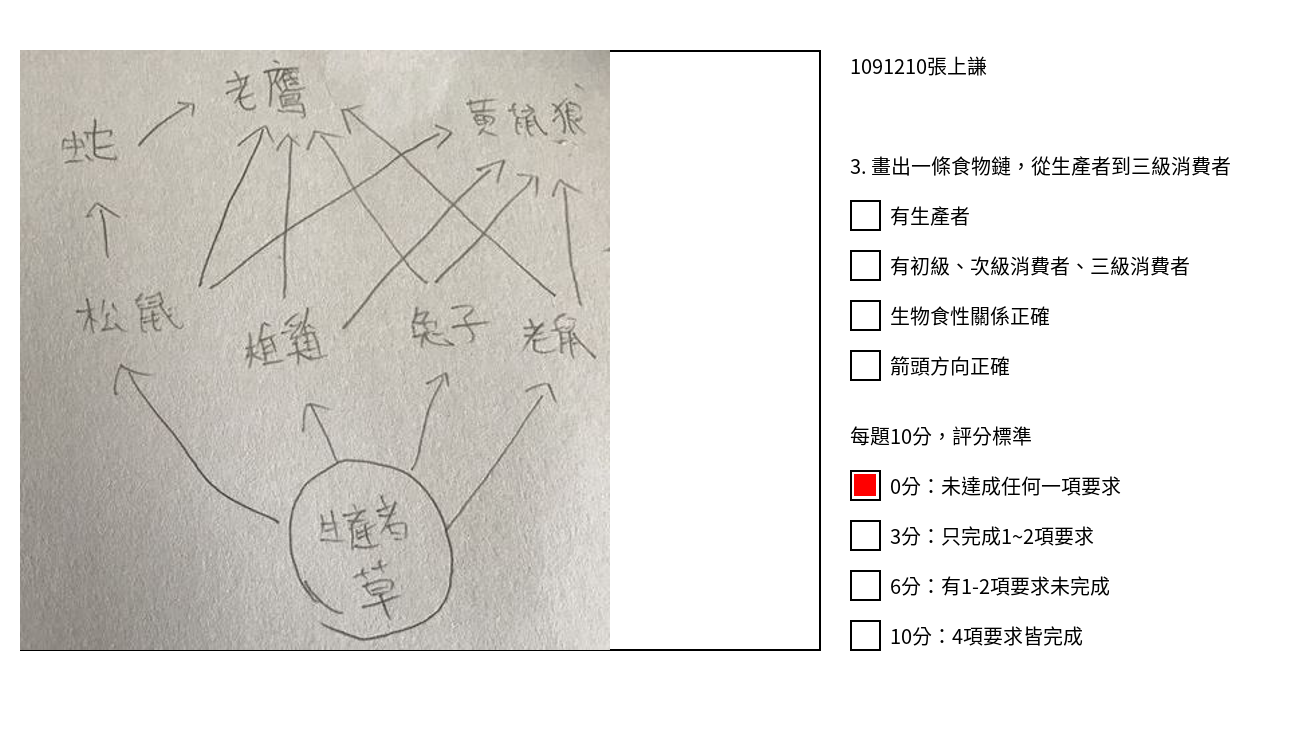 老鷹
黃鼠狼
蛇
松鼠
兔子
老鼠
生產者
草
1091210張上謙
3. 畫出一條食物鏈，從生產者到三級消費者
有生產者
有初級、次級消費者、三級消費者
生物食性關係正確
箭頭方向正確
每題10分，評分標準
0分：未達成任何一項要求
3分：只完成1~2項要求
6分：有1-2項要求未完成
10分：4項要求皆完成